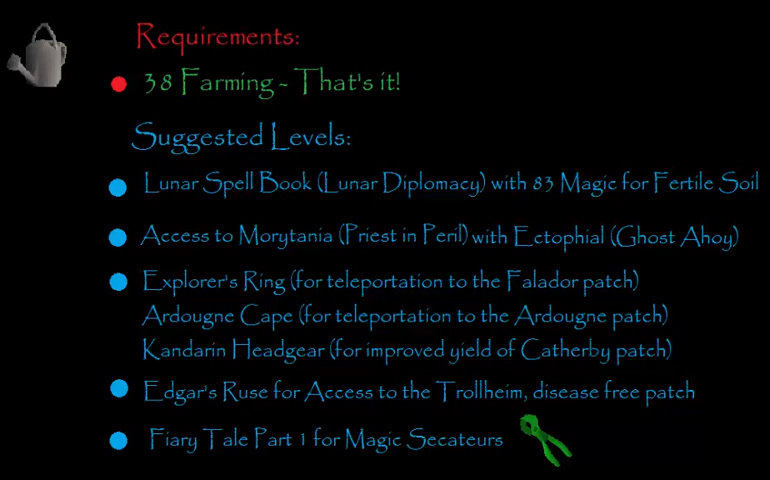 Requirements:
38 Farming - That's it!
Suggested Levels:
Lunar Spell Book (Lunar Diplomacy) with 83 Magic for Fertile Soil
Access to Morytania (Priest in Peril) with Ectophial (Ghost Ahoy)
Explorer's Ring (for teleportation to the Falador patch)
Ardougne Cape (for teleportation to the Ardougne patch)
Kandarin Headgear (for improved yield of Catherby patch)
Edgar's Ruse for Access to the Trollheim, disease free patch
Fiary Tale Part 1 for Magic Secateurs